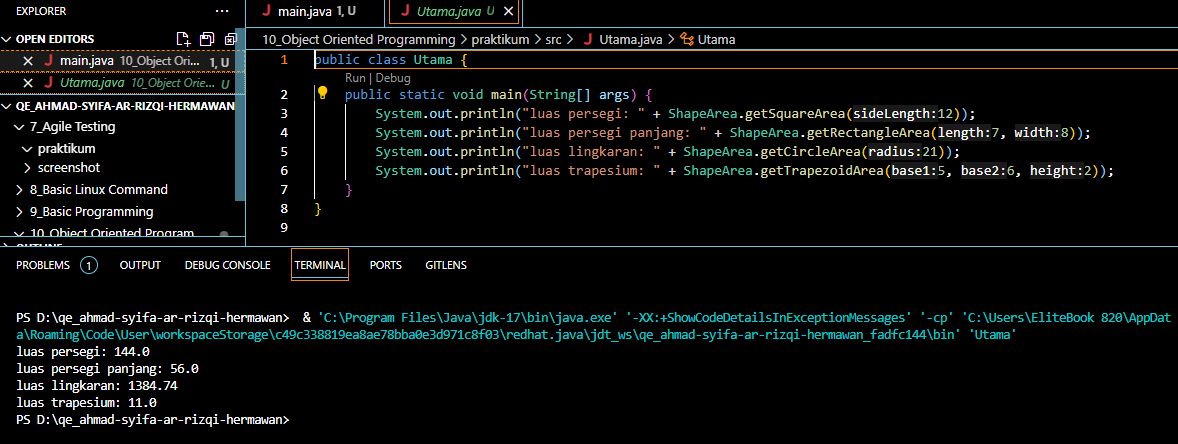 EXPLORER ...
main.java 1, U Utama.java U
OPEN EDITORS
main.java 10_Object Ori... 1, U
Utama.java 10_Object Orie... U
QE_AHMAD-SYIFA-AR-RIZQI-HERMAWAN
7_Agile Testing
praktikum
screenshot
8_Basic Linux Command
9_Basic Programming
10_Object Oriented Program
OUTLINE
10_Object Oriented Programming > praktikum > src > Utama.java > Utama
1 public class Utama {
Run | Debug
2 public static void main(String[] args) {
3 System.out.println("luas persegi: " + ShapeArea.getSquareArea(sideLength:12));
4 System.out.println("luas persegi panjang: " + ShapeArea.getRectangleArea(length:7, width:8));
5 System.out.println("luas lingkaran: " + ShapeArea.getCircleArea(radius:21));
6 System.out.println("luas trapesium: " + ShapeArea.getTrapezoidArea(base1:5, base2:6, height:2));
7 }
8 }
9
PROBLEMS 1 OUTPUT DEBUG CONSOLE TERMINAL PORTS GITLENS
PS D:\qe_ahmad-syifa-ar-rizqi-hermawan> & 'C:\Program Files\Java\jdk-17\bin\java.exe' '-XX:+ShowCodeDetailsInExceptionMessages' '-cp' 'C:\Users\EliteBook 820\AppDat
a\Roaming\Code\User\workspaceStorage\c49c338819ea8ae78bba0e3d971c8f03\redhat.java\jdt_ws\qe_ahmad-syifa-ar-rizqi-hermawan_fadfc144\bin' 'Utama'
luas persegi: 144.0
luas persegi panjang: 56.0
luas lingkaran: 1384.74
luas trapesium: 11.0
PS D:\qe_ahmad-syifa-ar-rizqi-hermawan>